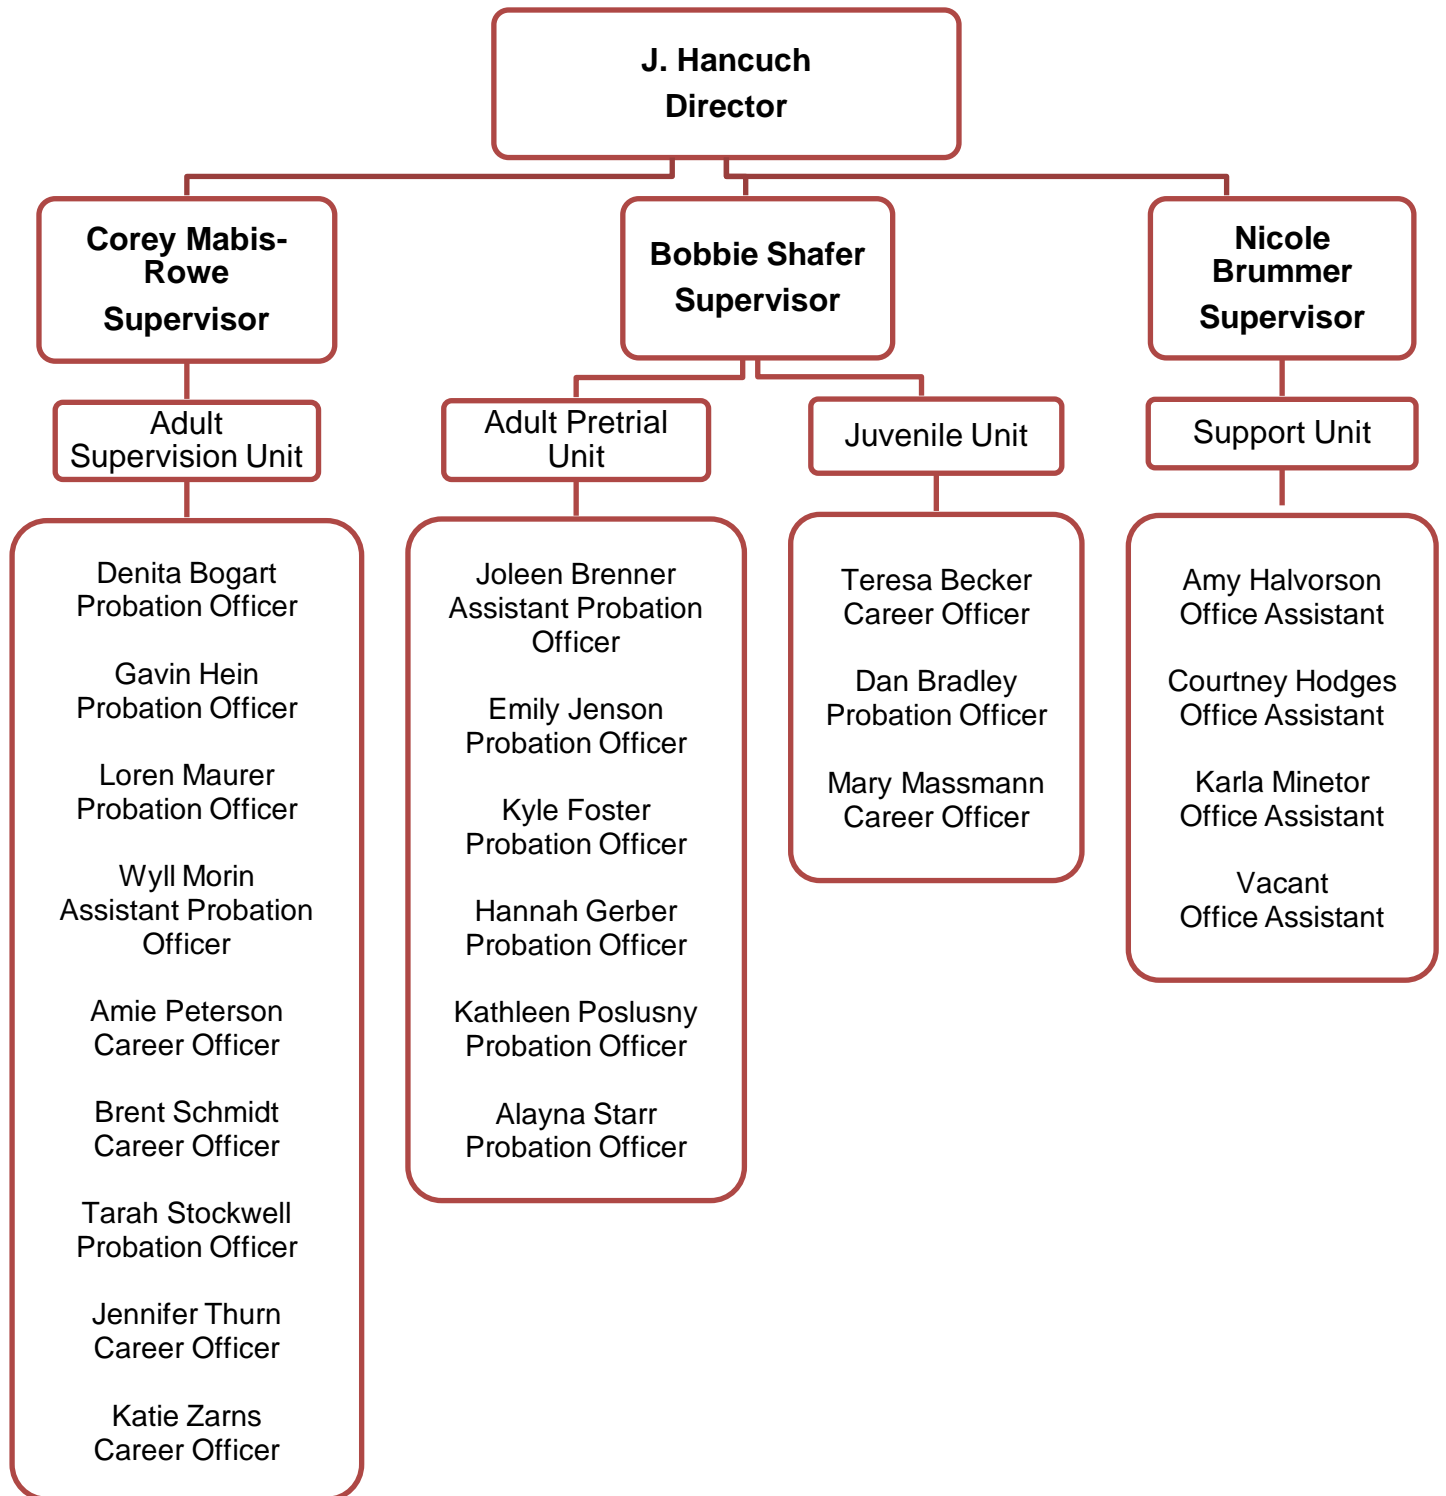 J. Hancuch
Director
Corey Mabis-
Rowe
Supervisor
Bobbie Shafer
Supervisor
Nicole
Brummer
Supervisor
Adult
Supervision Unit
Adult Pretrial
Unit
Juvenile Unit
Support Unit
Denita Bogart
Probation Officer
Gavin Hein
Probation Officer
Loren Maurer
Probation Officer
Wyll Morin
Assistant Probation
Officer
Amie Peterson
Career Officer
Brent Schmidt
Career Officer
Tarah Stockwell
Probation Officer
Jennifer Thurn
Career Officer
Katie Zarns
Career Officer
Joleen Brenner
Assistant Probation
Officer
Emily Jenson
Probation Officer
Kyle Foster
Probation Officer
Hannah Gerber
Probation Officer
Kathleen Poslusny
Probation Officer
Alayna Starr
Probation Officer
Teresa Becker
Career Officer
Dan Bradley
Probation Officer
Mary Massmann
Career Officer
Amy Halvorson
Office Assistant
Courtney Hodges
Office Assistant
Karla Minetor
Office Assistant
Vacant
Office Assistant